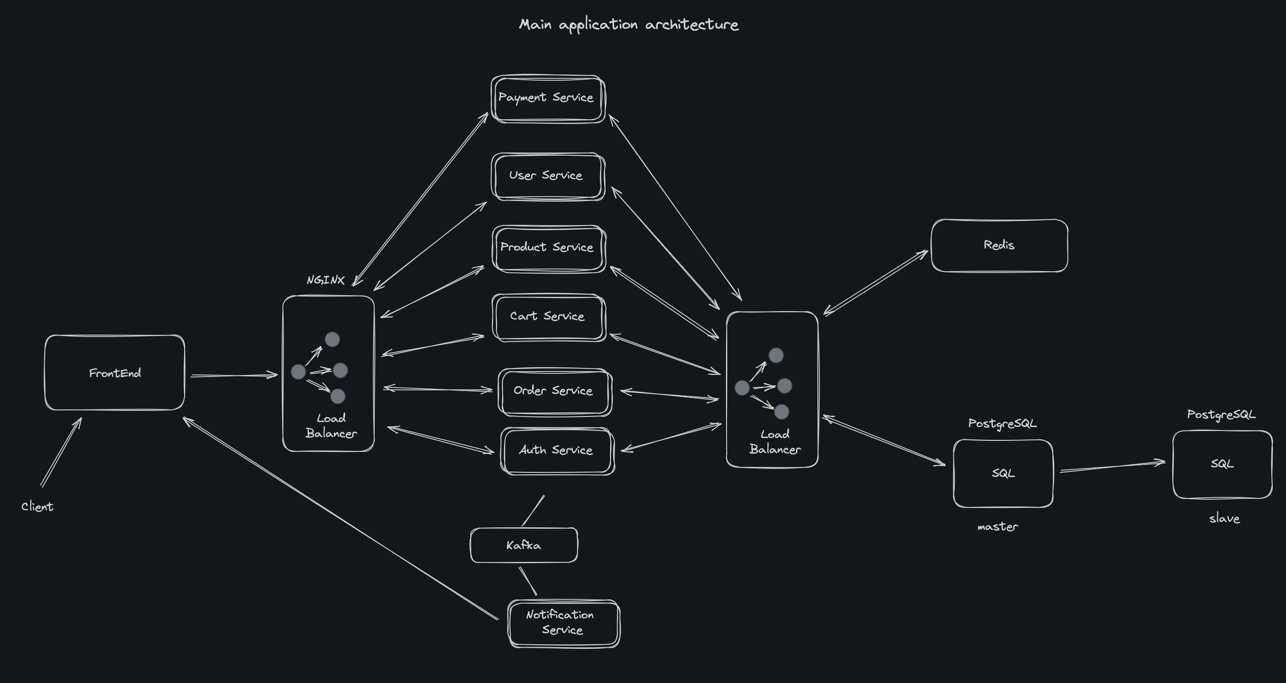 Main application architecture
Payment Service
User Service
Product Service
Redis
NGINX
Cart Service
FrontEnd
Load
Balancer
Order Service
Load
Balancer
Auth Service
PostgreSQL
SQL
master
PostgreSQL
SQL
slave
Client
Kafka
Notification
Service